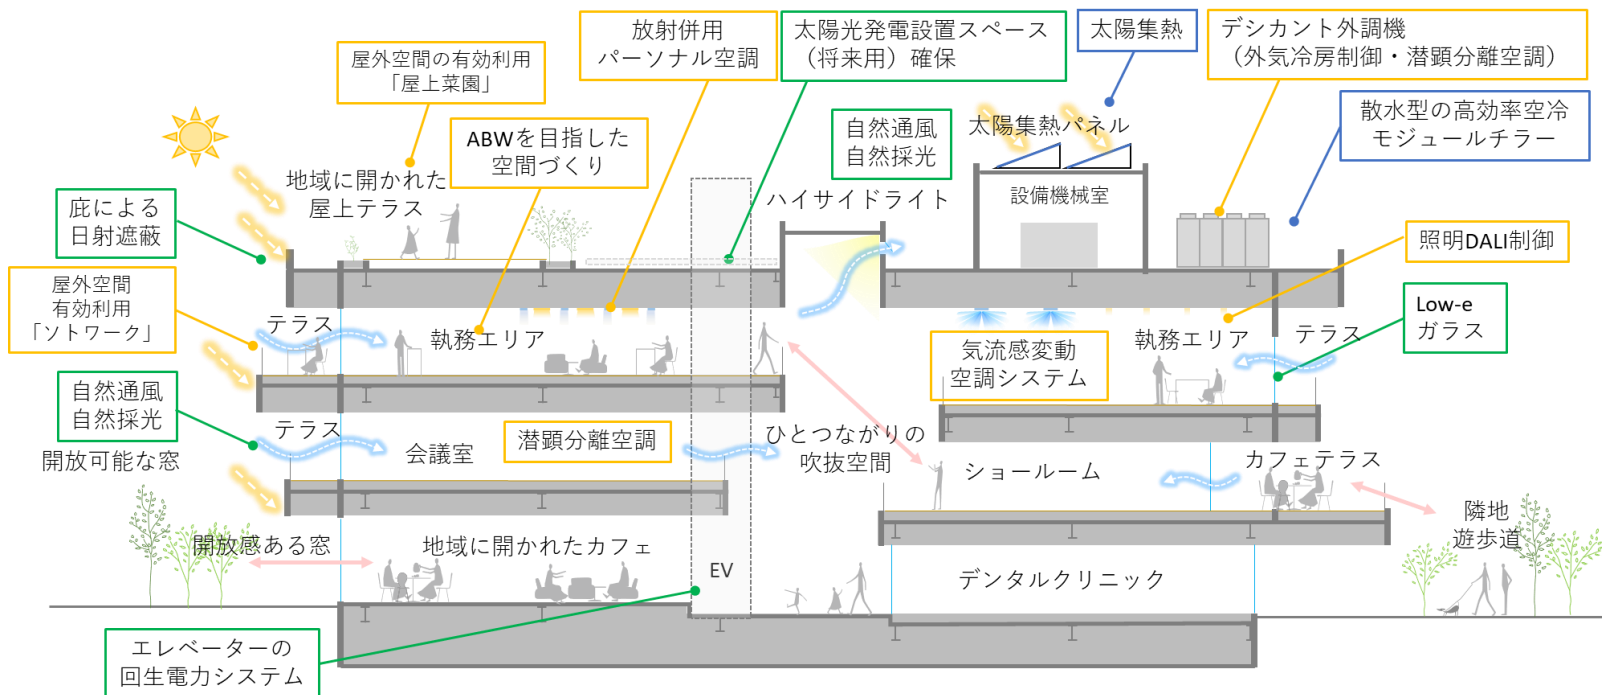 屋外空間の有効利用
「屋上菜園」
放射併用
パーソナル空調
太陽光発電設置スペース
（将来用）確保
太陽集熱
デシカント外調機
（外気冷房制御・潜顕分離空調）
散水型の高効率空冷
モジュールチラー
自然通風
自然採光
太陽集熱パネル
ABWを目指した
空間づくり
地域に開かれた
屋上テラス
ハイサイドライト
設備機械室
庇による
日射遮蔽
照明DALI制御
屋外空間
有効利用
「ソトワーク」
テラス
執務エリア
気流感変動
空調システム
執務エリア
テラス
Low-e
ガラス
自然通風
自然採光
開放可能な窓
テラス
会議室
潜顕分離空調
ひとつながりの
吹抜空間
ショールーム
カフェテラス
隣地
遊歩道
開放感ある窓
地域に開かれたカフェ
EV
デンタルクリニック
エレベーターの
回生電力システム